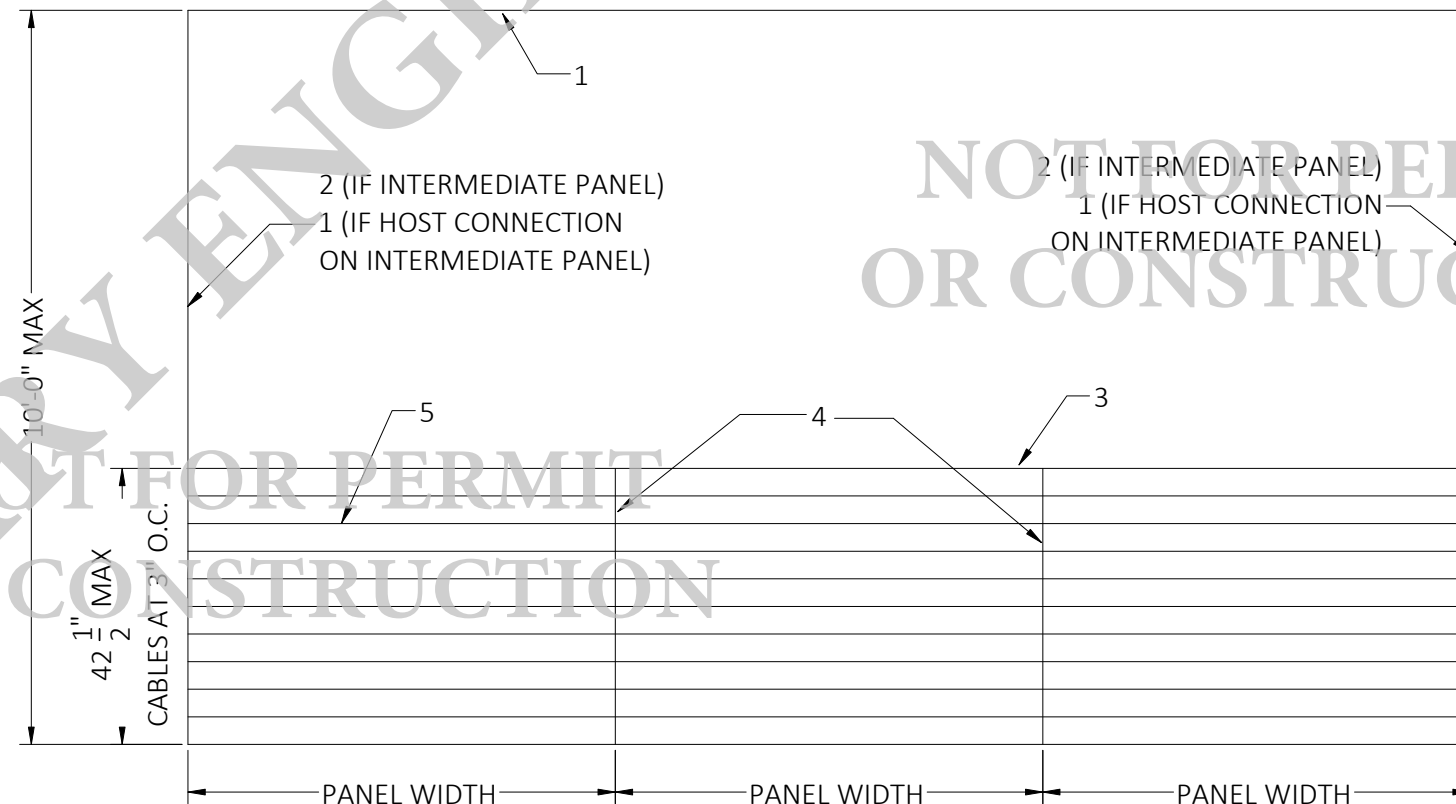 1
2 (IF INTERMEDIATE PANEL)
1 (IF HOST CONNECTION
ON INTERMEDIATE PANEL)
2 (IF INTERMEDIATE PANEL)
1 (IF HOST CONNECTION
ON INTERMEDIATE PANEL)
NOT FOR
OR
10'-0" MAX
5
4
3
FOR PERMIT
CONSTRUCTION
42 1/2" MAX
CABLES AT 3" O.C.
PANEL WIDTH
PANEL WIDTH
PANEL WIDTH